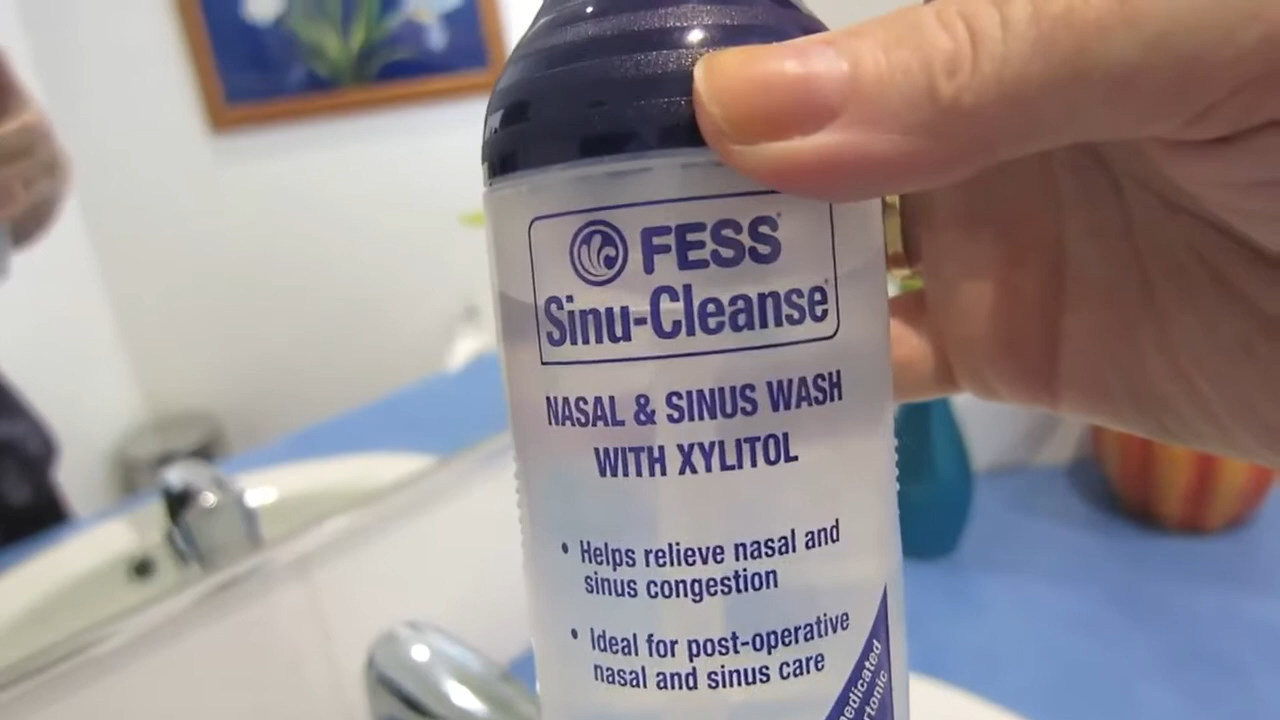 FESS
Sinu-Cleanse
NASAL & SINUS WASH
WITH XYLITOL
• Helps relieve nasal and
sinus congestion
• Ideal for post-operative
nasal and sinus care